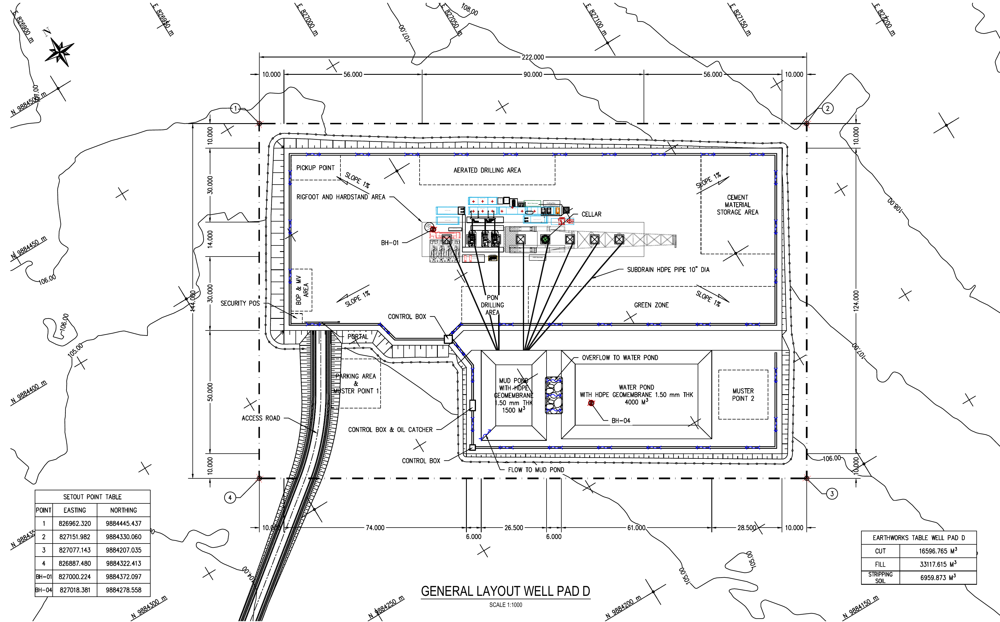 E 826900 m
E 826950 m
E 827000 m
E 827050 m
E 827100 m
E 827150 m
E 827200 m
108.00
107.00
N
222.000
10.000
56.000
90.000
56.000
10.000
107.00
N 9884500 m
1
2
10.000
10.000
PICKUP POINT
SLOPE 1%
AERATED DRILLING AREA
SLOPE 1%
30.000
RIGFOOT AND HARDSTAND AREA
CEMENT
MATERIAL
STORAGE AREA
108.00
CELLAR
BH-01
14.000
N 9884450 m
106.00
SUBDRAIN HDPE PIPE 10" DIA
BOP & MV
AREA
30.000
144.000
SECURITY POS
SLOPE 1%
PON
DRILLING
AREA
GREEN ZONE
SLOPE 1%
124.000
CONTROL BOX
106.00
PORTAL
105.00
107.00
OVERFLOW TO WATER POND
PARKING AREA
&
MUSTER POINT 1
MUD POND
WITH HDPE
GEOMEMBRANE
1.50 mm THK
1500 M³
WATER POND
WITH HDPE GEOMEMBRANE 1.50 mm THK
4000 M³
MUSTER
POINT 2
N 9884400 m
50.000
ACCESS ROAD
BH-04
CONTROL BOX & OIL CATCHER
CONTROL BOX
FLOW TO MUD POND
10.000
106.00
10.000
4
3
10.000
74.000
6.000
26.500
6.000
61.000
28.500
10.000
SETOUT POINT TABLE
POINT EASTING NORTHING
1 826962.320 9884445.437
2 827151.982 9884330.060
3 827077.143 9884207.035
4 826887.480 9884322.413
BH-01 827000.224 9884372.097
BH-04 827018.381 9884278.558
N 988435
104.00
105.00
105.00
EARTHWORKS TABLE WELL PAD D
CUT 16596.765 M³
FILL 33117.615 M³
STRIPPING
SOIL 6959.873 M³
GENERAL LAYOUT WELL PAD D
SCALE 1:1000
N 9884300 m
N 9884250 m
N 9884200 m
N 9884150 m